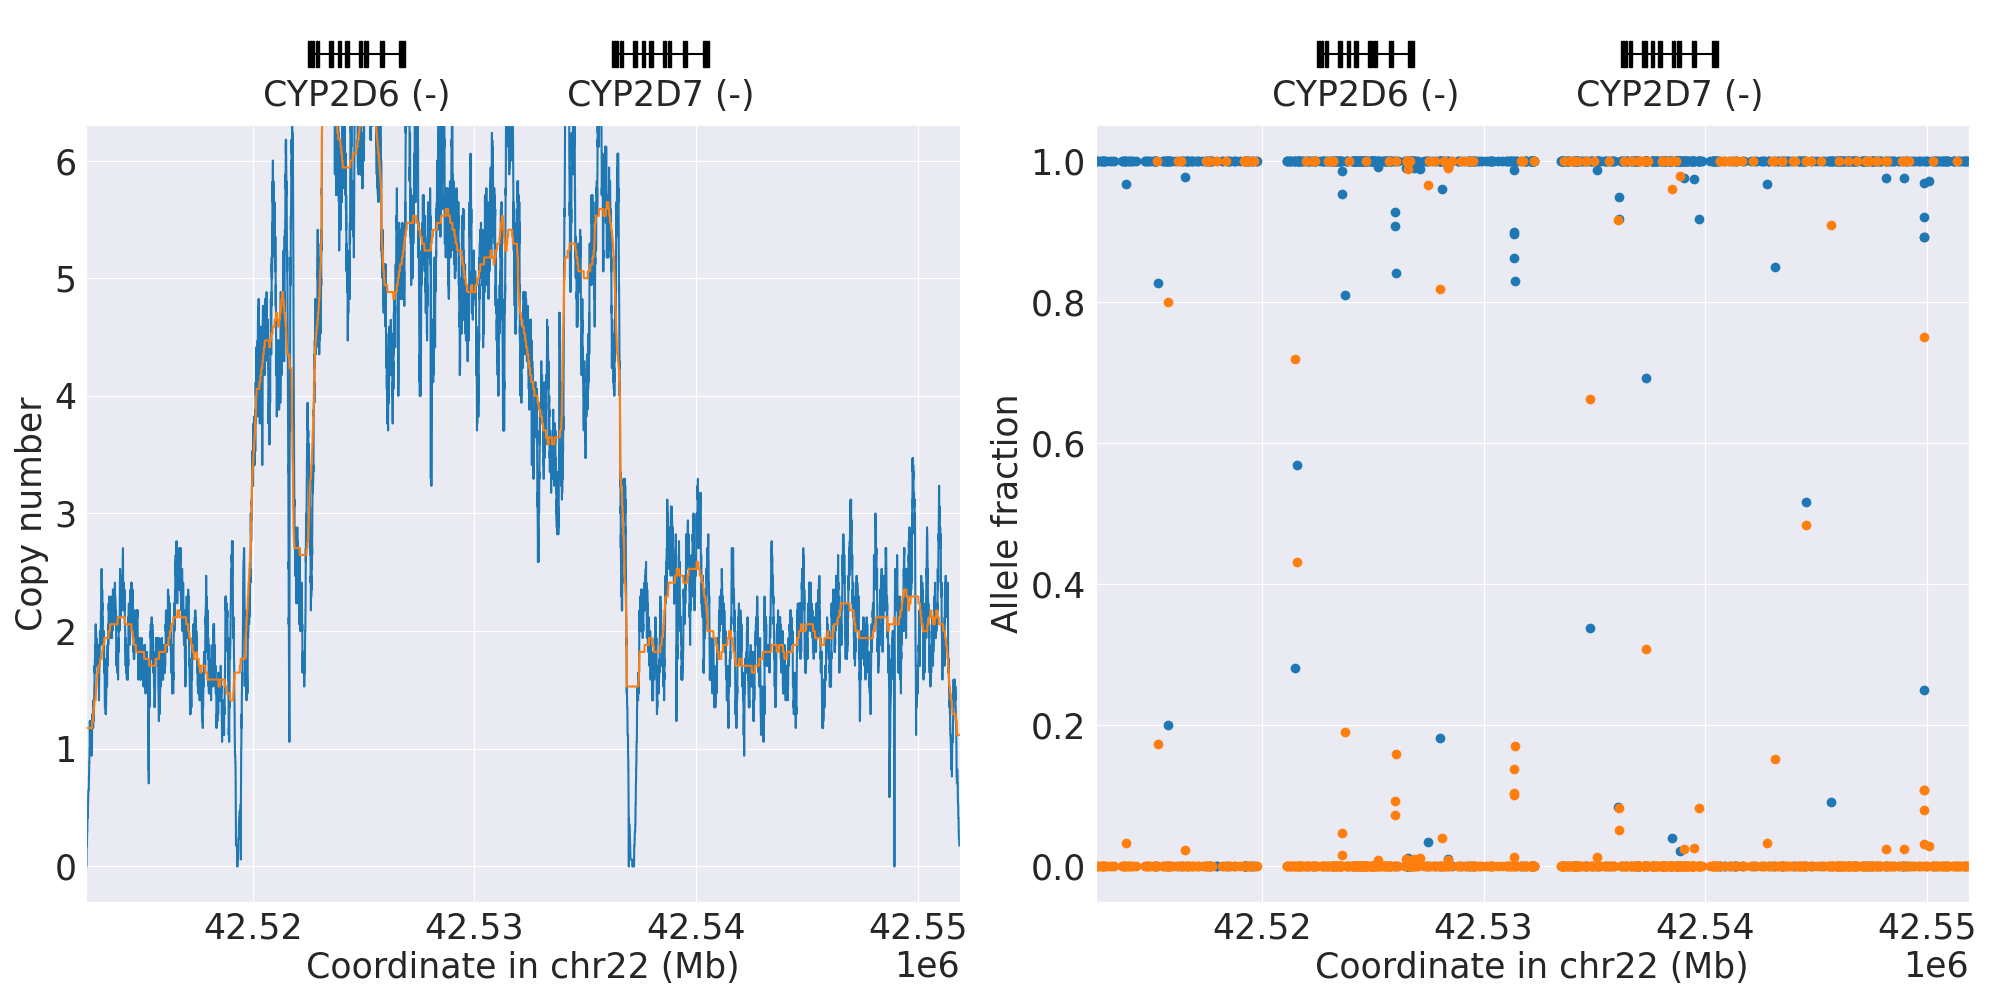 CYP2D6 (-) CYP2D7 (-)
6
5
4
3
2
1
0
Copy number
42.52 42.53 42.54 42.55
Coordinate in chr22 (Mb) 1e6
CYP2D6 (-) CYP2D7 (-)
1.0
0.8
0.6
0.4
0.2
0.0
Allele fraction
42.52 42.53 42.54 42.55
Coordinate in chr22 (Mb) 1e6